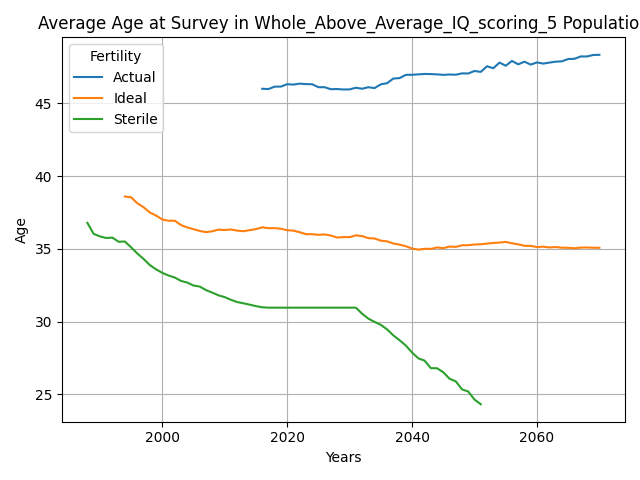 Average Age at Survey in Whole_Above_Average_IQ_scoring_5 Populatio
Fertility
Actual
Ideal
Sterile
Age
45
40
35
30
25
2000 2020 2040 2060
Years